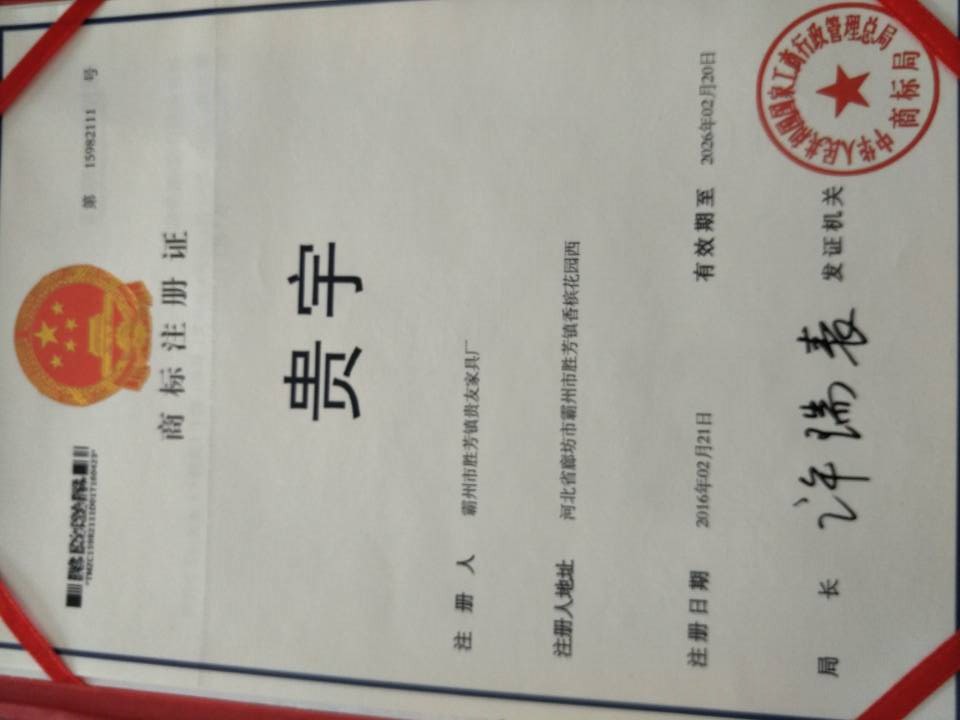 第 15982111 号
*TMZC15982111D01T160423*
商标注册证
贵宇
注册人 霸州市胜芳镇贵友家具厂
注册人地址 河北省廊坊市霸州市胜芳镇香槟花园西
注册日期 2016年02月21日 有效期至 2026年02月20日
局长 许瑞表 发证机关
中华人民共和国国家工商行政管理总局
商标局